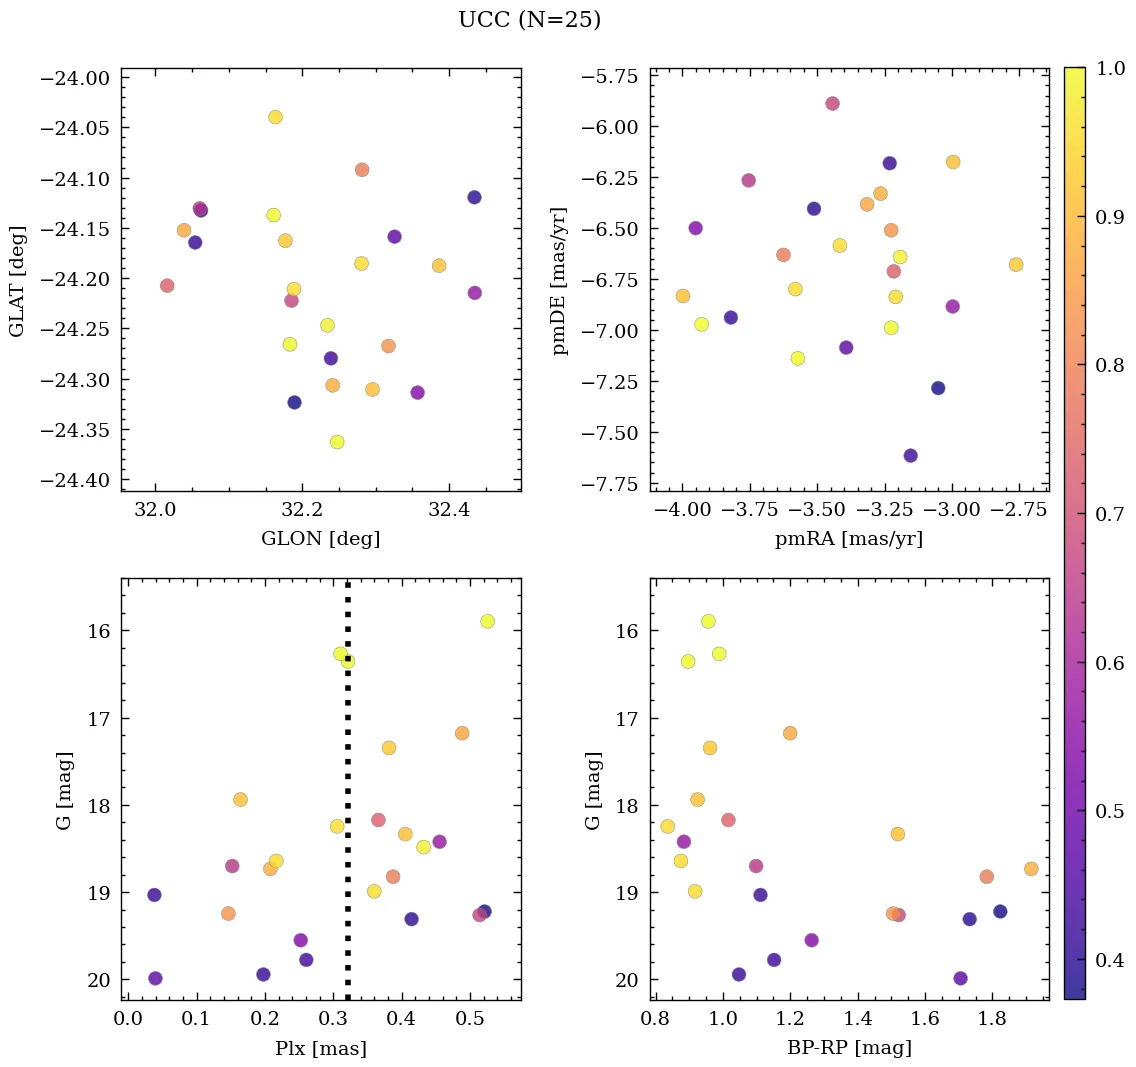 UCC (N=25)
−24.00
−24.05
−24.10
−24.15
−24.20
−24.25
−24.30
−24.35
−24.40
GLAT [deg]
32.0 32.2 32.4
GLON [deg]
−5.75
−6.00
−6.25
−6.50
−6.75
−7.00
−7.25
−7.50
−7.75
pmDE [mas/yr]
−4.00 −3.75 −3.50 −3.25 −3.00 −2.75
pmRA [mas/yr]
16
17
18
19
20
G [mag]
0.0 0.1 0.2 0.3 0.4 0.5
Plx [mas]
16
17
18
19
20
G [mag]
0.8 1.0 1.2 1.4 1.6 1.8
BP-RP [mag]
1.0
0.9
0.8
0.7
0.6
0.5
0.4